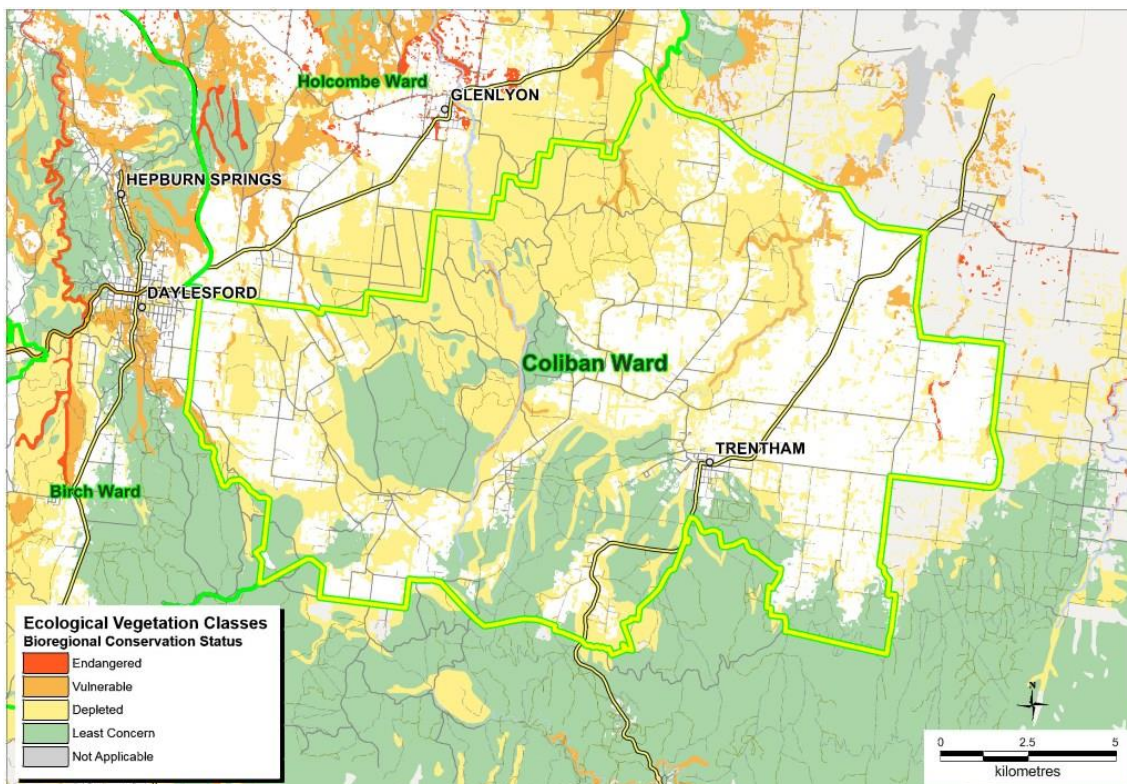 Holcombe Ward
GLENLYON
HEPBURN SPRINGS
DAYLESFORD
Coliban Ward
TRENTHAM
Birch Ward
Ecological Vegetation Classes
Bioregional Conservation Status
Endangered
Vulnerable
Depleted
Least Concern
Not Applicable
N
0 2.5 5
kilometres